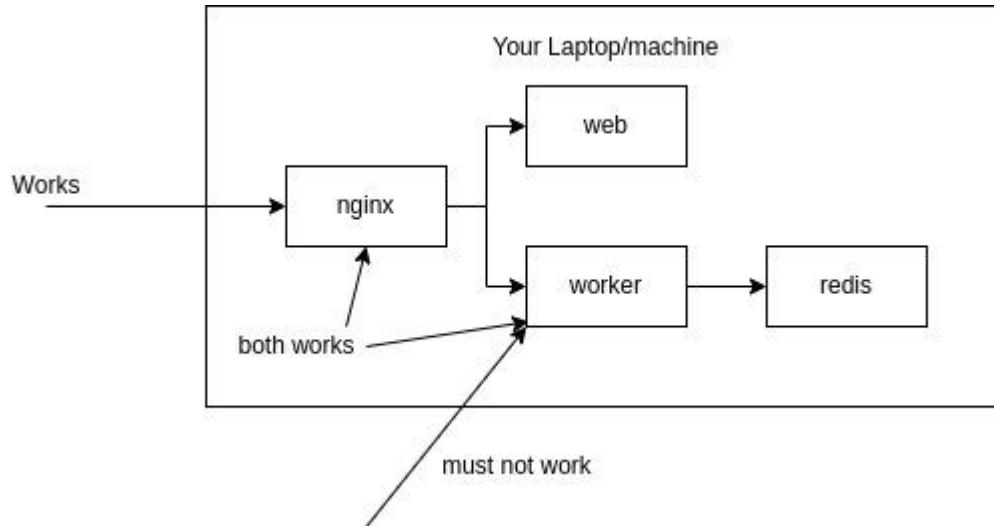 Your Laptop/machine
web
Works
nginx
worker
redis
both works
must not work